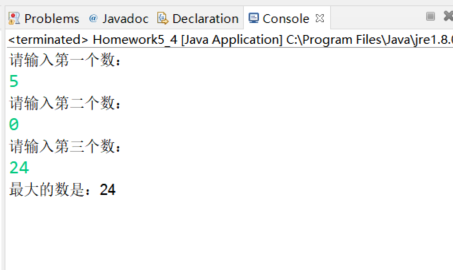 Problems @ Javadoc Declaration Console
<terminated> Homework5_4 [Java Application] C:\Program Files\Java\jre1.8.0
请输入第一个数：
5
请输入第二个数：
0
请输入第三个数：
24
最大的数是：24